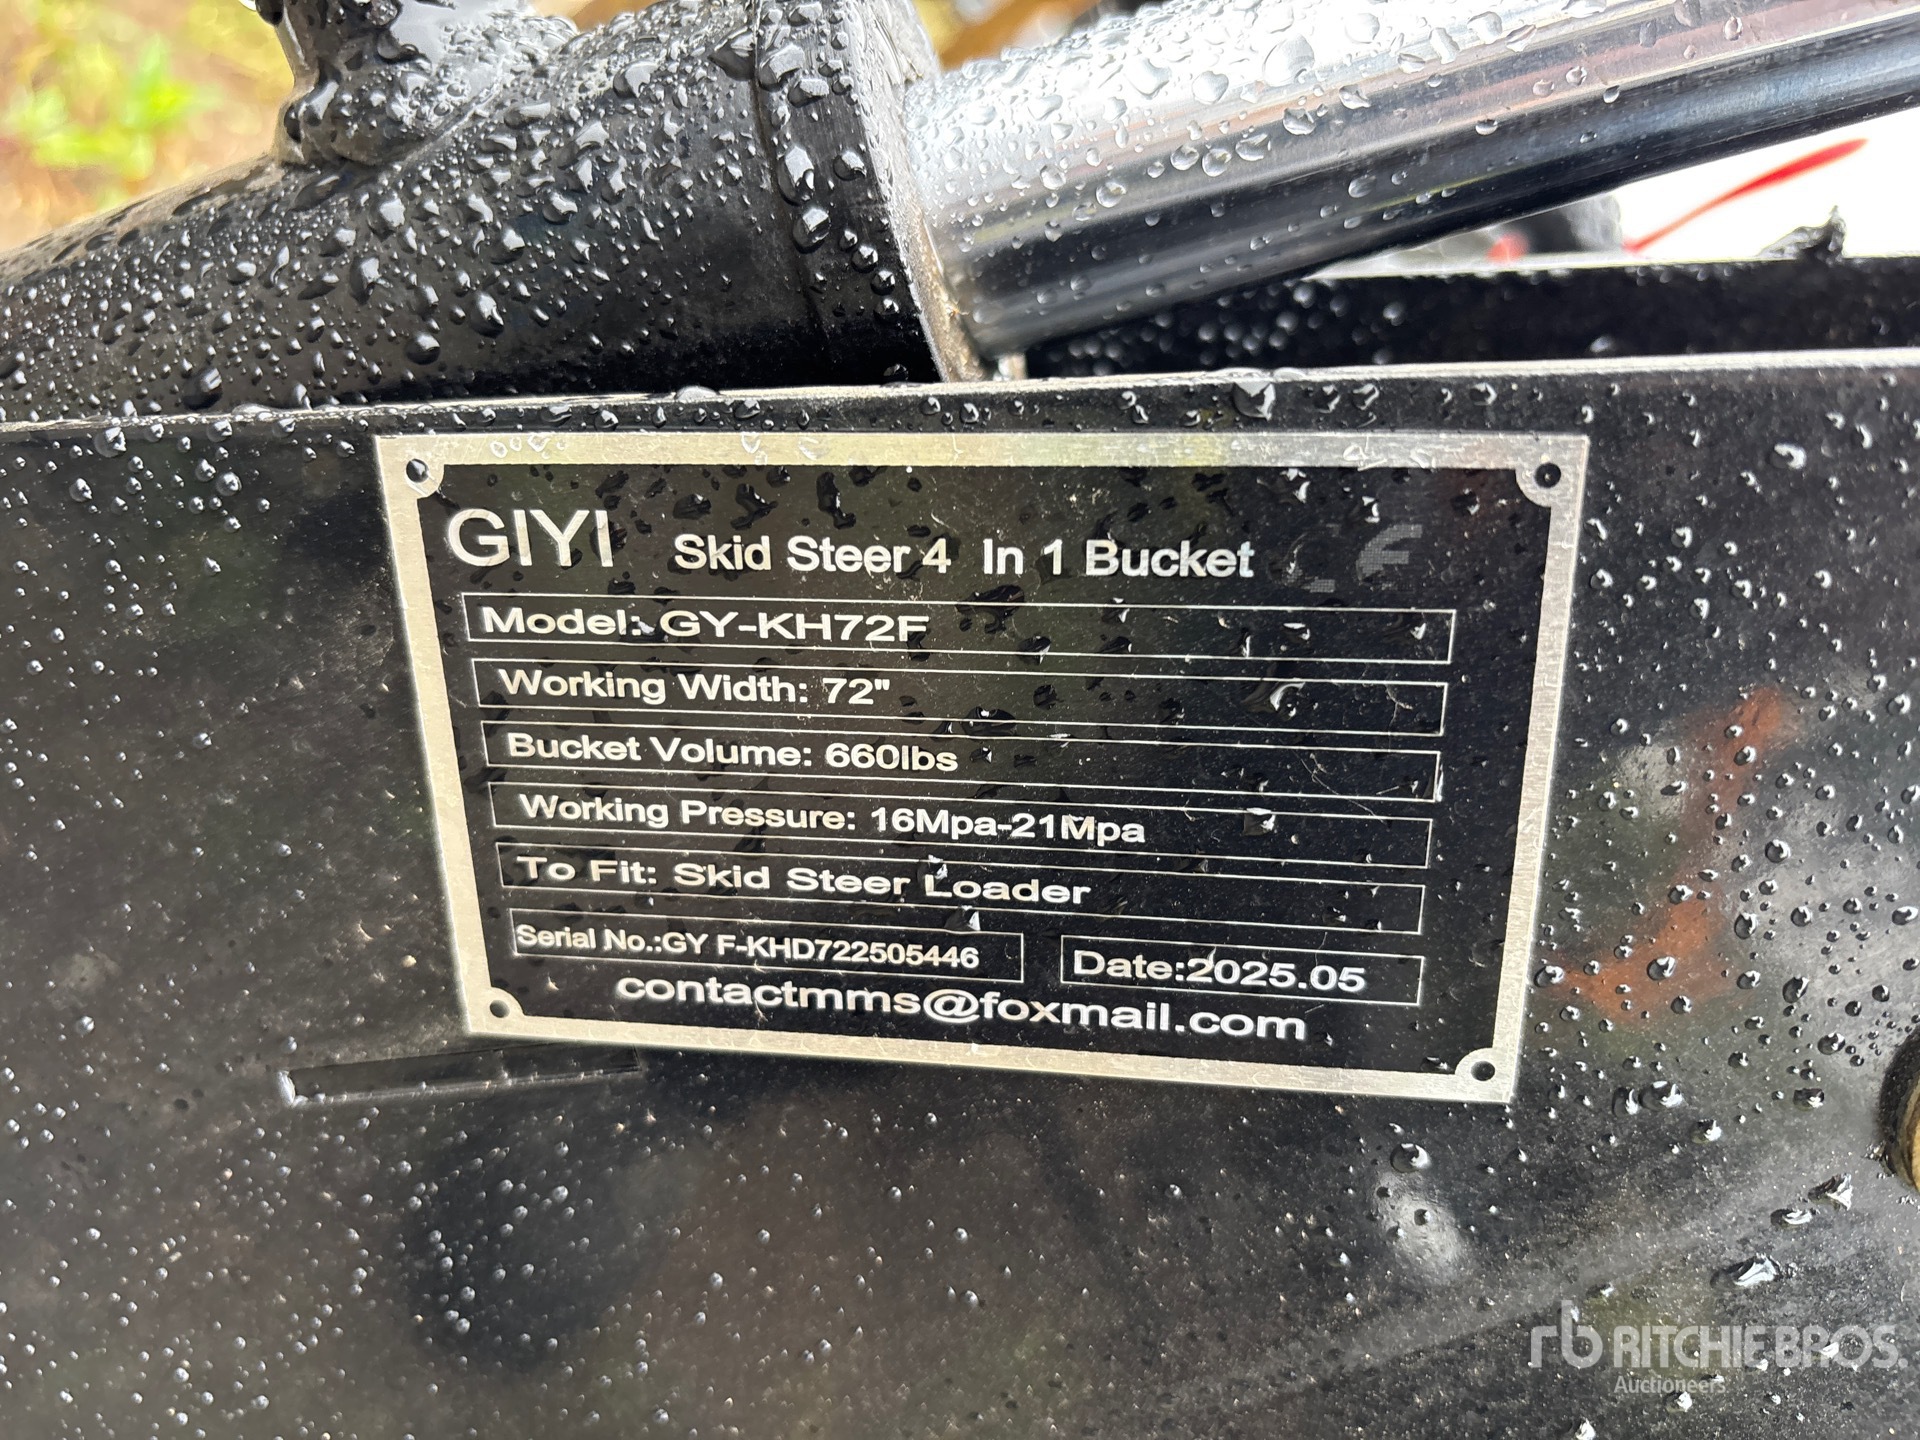 GIYI Skid Steer 4 In 1 Bucket
Model: GY-KH72F
Working Width: 72"
Bucket Volume: 660lbs
Working Pressure: 16Mpa-21Mpa
To Fit: Skid Steer Loader
Serial No.:GY F-KHD722505446 Date:2025.05
contactmms@foxmail.com
rb RITCHIE BROS.
Auctioneers